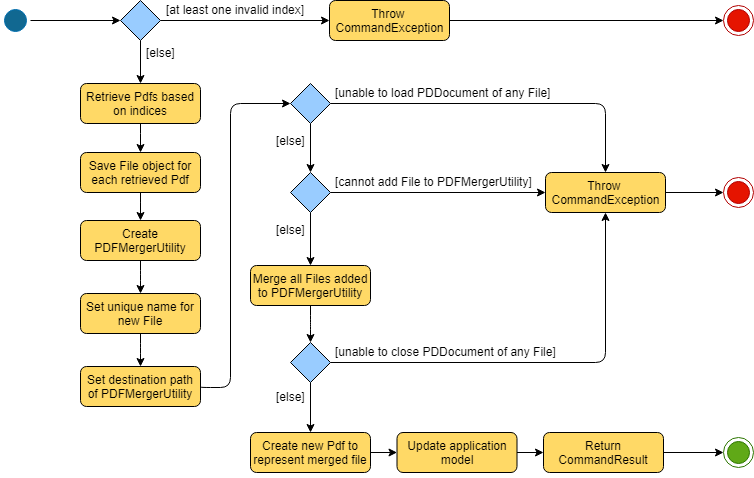 [at least one invalid index]
Throw
CommandException
[else]
Retrieve Pdfs based
on indices
Save File object for
each retrieved Pdf
Create
PDFMergerUtility
Set unique name for
new File
Set destination path
of PDFMergerUtility
[unable to load PDDocument of any File]
[else]
[cannot add File to PDFMergerUtility]
Throw
CommandException
[else]
Merge all Files added
to PDFMergerUtility
[unable to close PDDocument of any File]
[else]
Create new Pdf to
represent merged file
Update application
model
Return
CommandResult